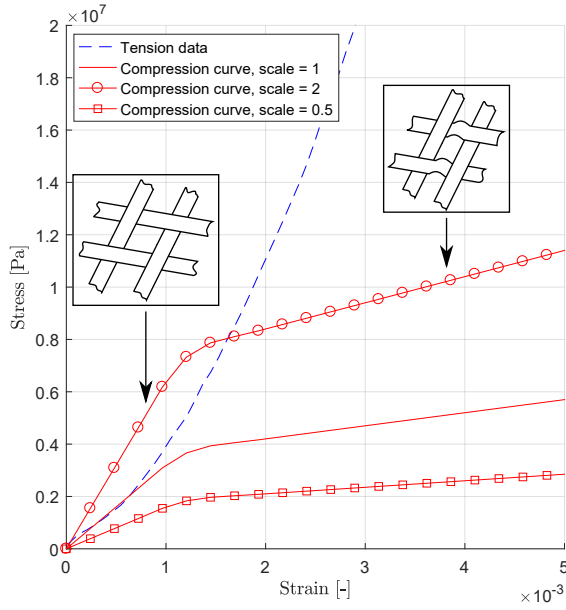 ×10⁷
2
1.8
1.6
1.4
1.2
1
0.8
0.6
0.4
0.2
0
Stress [Pa]
Tension data
Compression curve, scale = 1
Compression curve, scale = 2
Compression curve, scale = 0.5
0 1 2 3 4 5
Strain [-]
×10⁻³